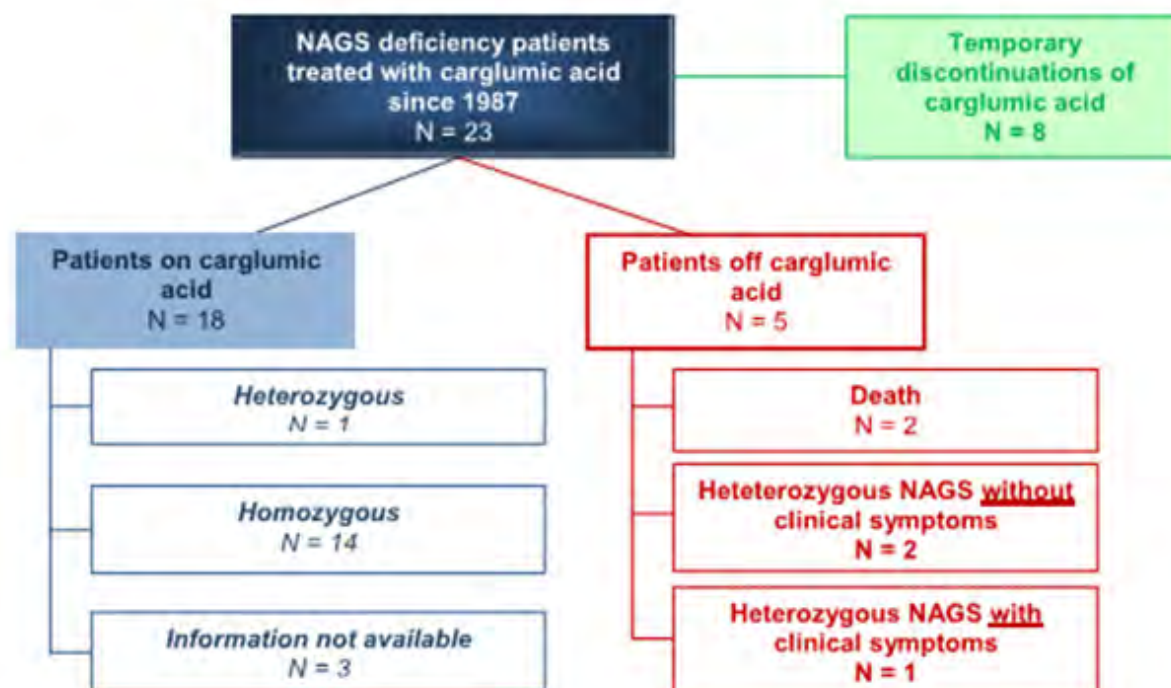 NAGS deficiency patients
treated with carglumic acid
since 1987
N = 23
Temporary
discontinuations of
carglumic acid
N = 8
Patients on carglumic
acid
N = 18
Patients off carglumic
acid
N = 5
Heterozygous
N = 1
Homozygous
N = 14
Information not available
N = 3
Death
N = 2
Heteterozygous NAGS without
clinical symptoms
N = 2
Heterozygous NAGS with
clinical symptoms
N = 1